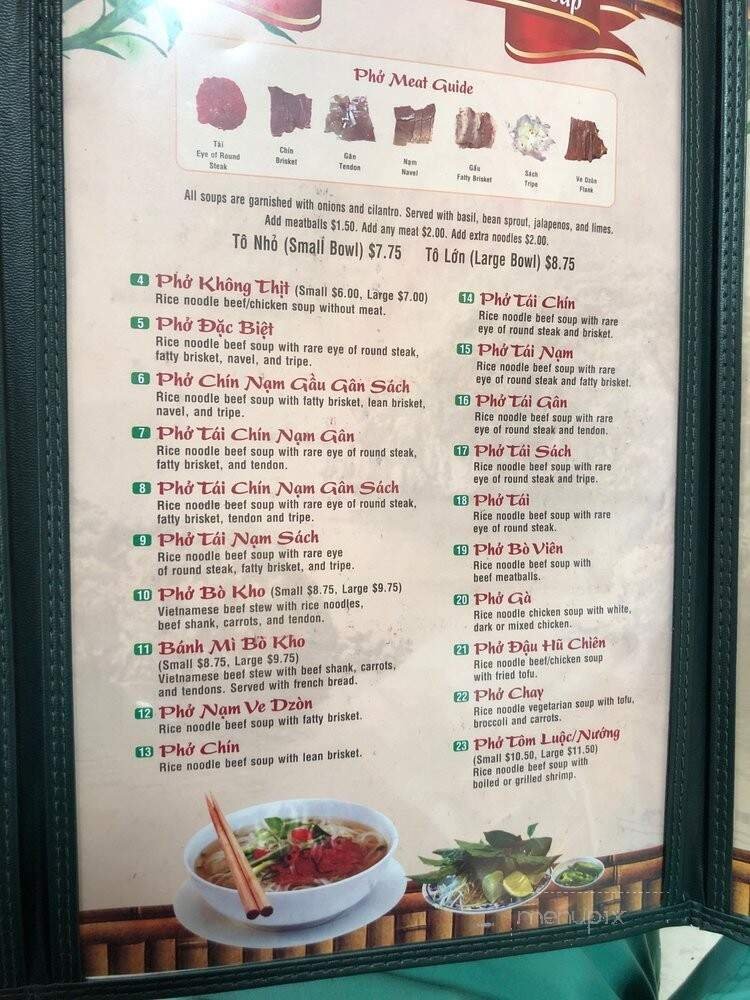 Phở Meat Guide
Tái
Eye of Round
Steak
Chín
Brisket
Gân
Tendon
Nạm
Navel
Gầu
Fatty Brisket
Sách
Tripe
Ve Dzòn
Flank
All soups are garnished with onions and cilantro. Served with basil, bean sprout, jalapenos, and limes.
Add meatballs $1.50. Add any meat $2.00. Add extra noodles $2.00.
Tô Nhỏ (Small Bowl) $7.75 Tô Lớn (Large Bowl) $8.75
4 Phở Không Thịt (Small $6.00, Large $7.00)
Rice noodle beef/chicken soup without meat.
5 Phở Đặc Biệt
Rice noodle beef soup with rare eye of round steak,
fatty brisket, navel, and tripe.
6 Phở Chín Nạm Gầu Gân Sách
Rice noodle beef soup with fatty brisket, lean brisket,
navel, and tripe.
7 Phở Tái Chín Nạm Gân
Rice noodle beef soup with rare eye of round steak,
fatty brisket, and tendon.
8 Phở Tái Chín Nạm Gân Sách
Rice noodle beef soup with rare eye of round steak,
fatty brisket, tendon and tripe.
9 Phở Tái Nạm Sách
Rice noodle beef soup with rare eye
of round steak, fatty brisket, and tripe.
10 Phở Bò Kho (Small $8.75, Large $9.75)
Vietnamese beef stew with rice noodles,
beef shank, carrots, and tendon.
11 Bánh Mì Bò Kho
(Small $8.75, Large $9.75)
Vietnamese beef stew with beef shank, carrots,
and tendons. Served with french bread.
12 Phở Nạm Ve Dzòn
Rice noodle beef soup with fatty brisket.
13 Phở Chín
Rice noodle beef soup with lean brisket.
14 Phở Tái Chín
Rice noodle beef soup with rare
eye of round steak and brisket.
15 Phở Tái Nạm
Rice noodle beef soup with rare
eye of round steak and fatty brisket.
16 Phở Tái Gân
Rice noodle beef soup with rare
eye of round steak and tendon.
17 Phở Tái Sách
Rice noodle beef soup with rare
eye of round steak and tripe.
18 Phở Tái
Rice noodle beef soup with rare
eye of round steak.
19 Phở Bò Viên
Rice noodle beef soup with
beef meatballs.
20 Phở Gà
Rice noodle chicken soup with white,
dark or mixed chicken.
21 Phở Đậu Hũ Chiên
Rice noodle beef/chicken soup
with fried tofu.
22 Phở Chay
Rice noodle vegetarian soup with tofu,
broccoli and carrots.
23 Phở Tôm Luộc/Nướng
(Small $10.50, Large $11.50)
Rice noodle beef soup with
boiled or grilled shrimp.
menupix